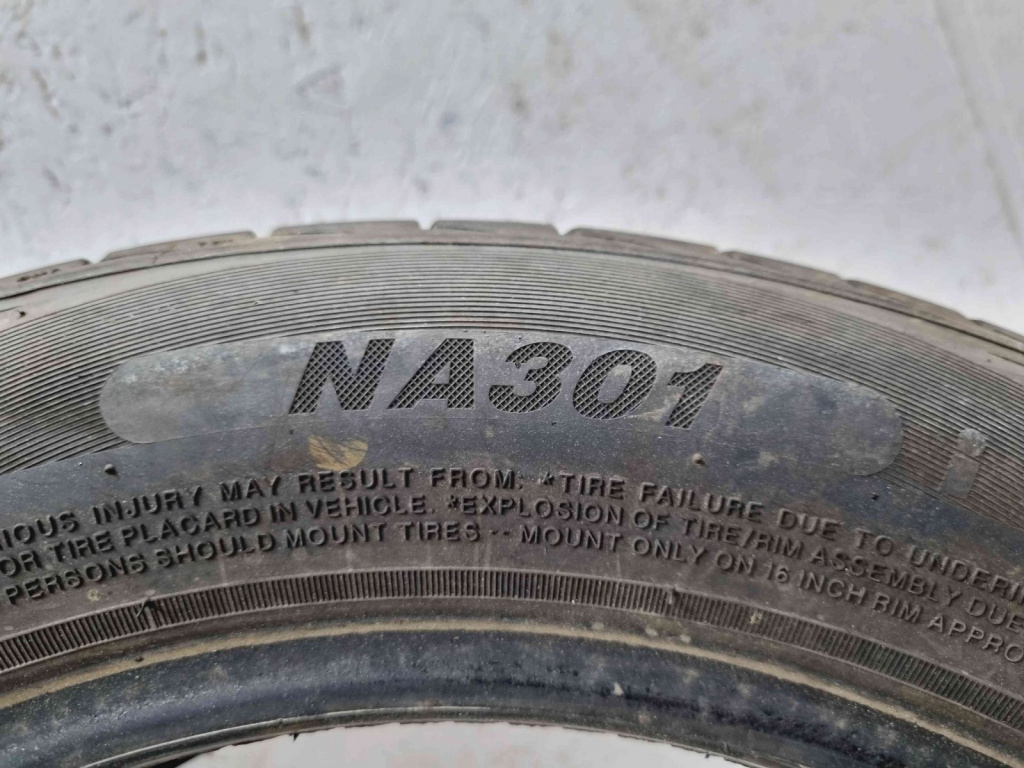 NA301
i
INJURY MAY RESULT FROM: *TIRE FAILURE DUE TO
OR TIRE PLACARD IN VEHICLE. *EXPLOSION OF TIRE/RIM ASSEMBLY DUE
PERSONS SHOULD MOUNT TIRES -- MOUNT ONLY ON 16 INCH RIM